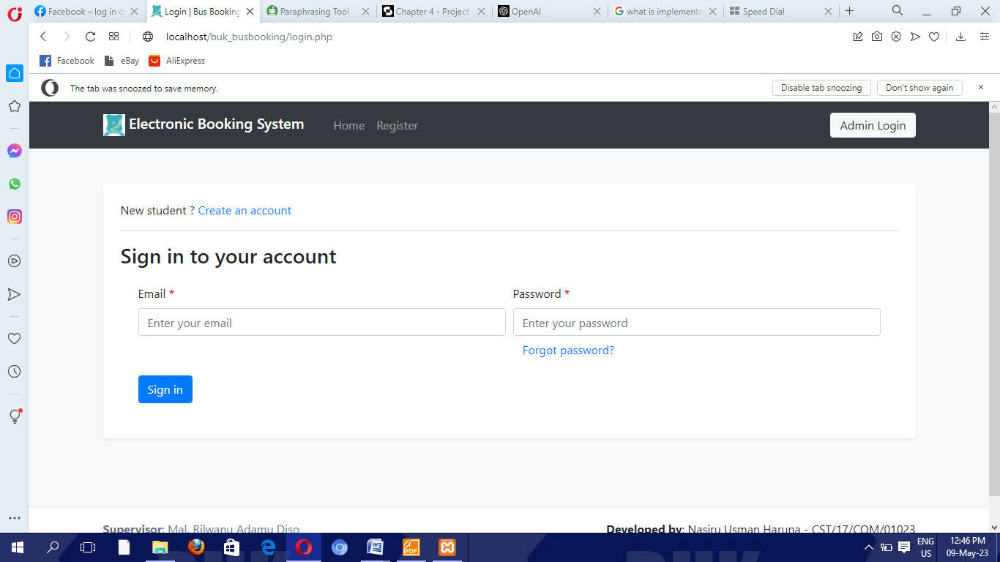 Facebook – log in o
Login | Bus Booking
Paraphrasing Tool -
Chapter 4 - Project
OpenAI
what is implementa
Speed Dial
localhost/buk_busbooking/login.php
Facebook
eBay
AliExpress
The tab was snoozed to save memory.
Disable tab snoozing
Don't show again
Electronic Booking System
Home
Register
Admin Login
New student ? Create an account
Sign in to your account
Email *
Password *
Enter your email
Enter your password
Forgot password?
Sign in
Supervisor: Mal. Rilwanu Adamu Diso
Developed by: Nasiru Usman Haruna - CST/17/COM/01023
PDF
ENG
US
12:46 PM
09-May-23